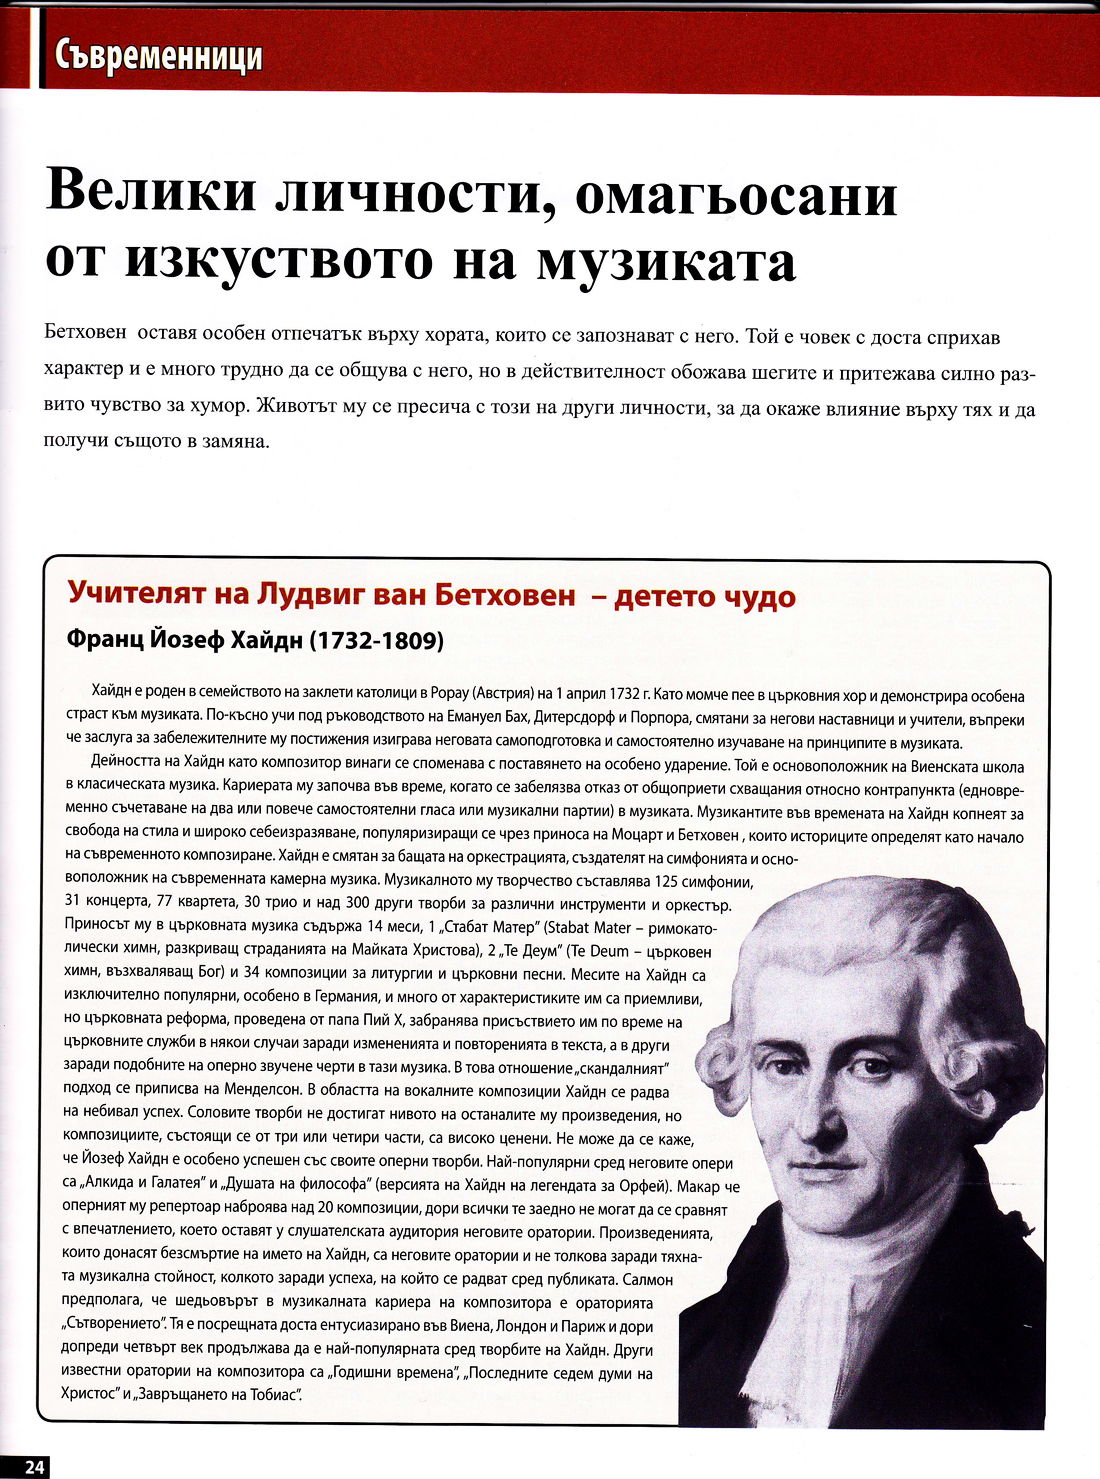 Съвременници
Велики личности, омагьосани
от изкуството на музиката
Бетховен оставя особен отпечатък върху хората, които се запознават с него. Той е човек с доста сприхав
характер и е много трудно да се общува с него, но в действителност обожава шегите и притежава силно раз-
вито чувство за хумор. Животът му се пресича с този на други личности, за да окаже влияние върху тях и да
получи същото в замяна.
Учителят на Лудвиг ван Бетховен – детето чудо
Франц Йозеф Хайдн (1732-1809)
Хайдн е роден в семейството на заклети католици в Рорау (Австрия) на 1 април 1732 г. Като момче пее в църковния хор и демонстрира особена
страст към музиката. По-късно учи под ръководството на Емануел Бах, Дитерсдорф и Порпора, смятани за негови наставници и учители, въпреки
че заслуга за забележителните му постижения изиграва неговата самоподготовка и самостоятелно изучаване на принципите в музиката.
Дейността на Хайдн като композитор винаги се споменава с поставянето на особено ударение. Той е основоположник на Виенската школа
в класическата музика. Кариерата му започва във време, когато се забелязва отказ от общоприети схващания относно контрапункта (едновре-
менно съчетаване на два или повече самостоятелни гласа или музикални партии) в музиката. Музикантите във времената на Хайдн копнеят за
свобода на стила и широко себеизразяване, популяризиращи се чрез приноса на Моцарт и Бетховен , които историците определят като начало
на съвременното композиране. Хайдн е смятан за бащата на оркестрацията, създателят на симфонията и осно-
воположник на съвременната камерна музика. Музикалното му творчество съставлява 125 симфонии,
31 концерта, 77 квартета, 30 трио и над 300 други творби за различни инструменти и оркестър.
Приносът му в църковната музика съдържа 14 меси, 1 „Стабат Матер” (Stabat Mater – римокато-
лически химн, разкриващ страданията на Майката Христова), 2 „Те Деум” (Te Deum – църковен
химн, възхваляващ Бог) и 34 композиции за литургии и църковни песни. Месите на Хайдн са
изключително популярни, особено в Германия, и много от характеристиките им са приемливи,
но църковната реформа, проведена от папа Пий X, забранява присъствието им по време на
църковните служби в някои случаи заради измененията и повторенията в текста, а в други
заради подобните на оперно звучене черти в тази музика. В това отношение „скандалният”
подход се приписва на Менделсон. В областта на вокалните композиции Хайдн се радва
на небивал успех. Соловите творби не достигат нивото на останалите му произведения, но
композициите, състоящи се от три или четири части, са високо ценени. Не може да се каже,
че Йозеф Хайдн е особено успешен със своите оперни творби. Най-популярни сред неговите опери
са „Алкида и Галатея” и „Душата на философа” (версията на Хайдн на легендата за Орфей). Макар че
оперният му репертоар наброява над 20 композиции, дори всички те заедно не могат да се сравнят
с впечатлението, което оставят у слушателската аудитория неговите оратории. Произведенията,
които донасят безсмъртие на името на Хайдн, са неговите оратории и не толкова заради тяхна-
та музикална стойност, колкото заради успеха, на който се радват сред публиката. Салмон
предполага, че шедьовърът в музикалната кариера на композитора е ораторията
„Сътворението”. Тя е посрещната доста ентусиазирано във Виена, Лондон и Париж и дори
допреди четвърт век продължава да е най-популярната сред творбите на Хайдн. Други
известни оратории на композитора са „Годишни времена”, „Последните седем думи на
Христос” и „Завръщането на Тобиас”.
24